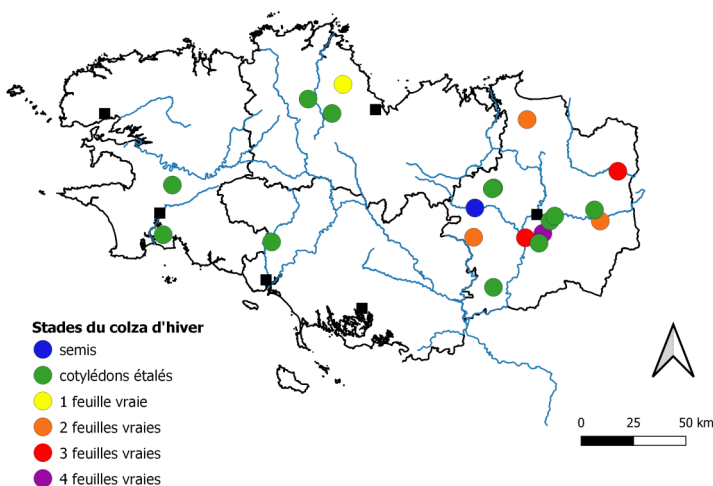 Stades du colza d'hiver
semis
cotylédons étalés
1 feuille vraie
2 feuilles vraies
3 feuilles vraies
4 feuilles vraies
0 25 50 km